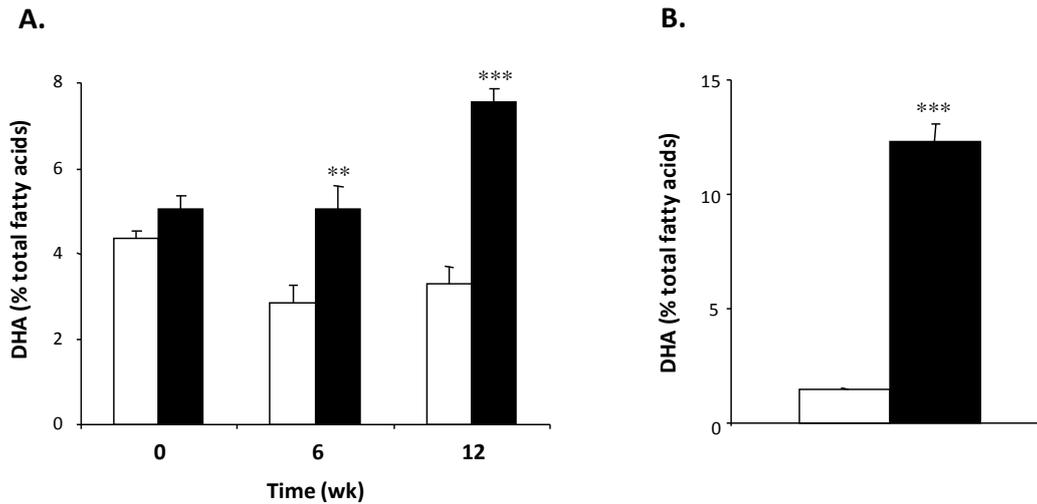 A.
DHA (% total fatty acids)
8
6
4
2
0
**
***
0 6 12
Time (wk)
B.
DHA (% total fatty acids)
15
10
5
0
***